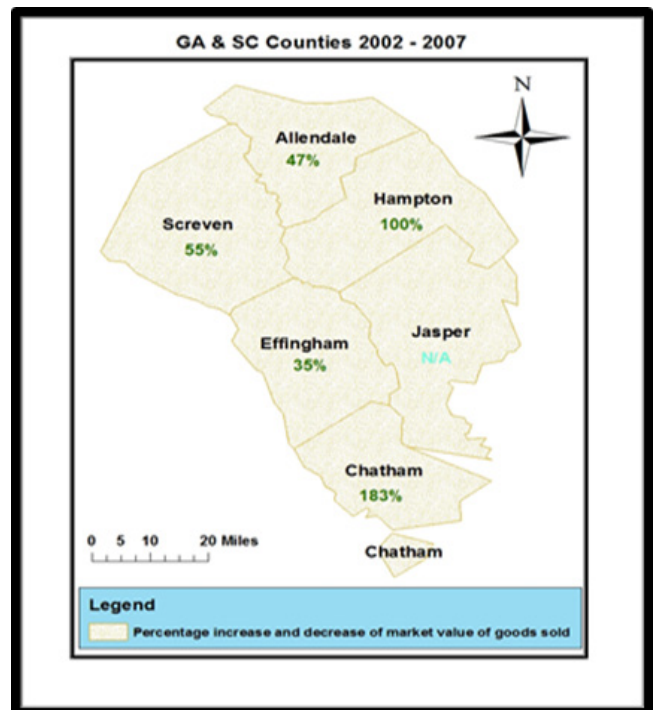 GA & SC Counties 2002 - 2007
N
Allendale
47%
Hampton
100%
Screven
55%
Jasper
N/A
Effingham
35%
Chatham
183%
0 5 10 20 Miles
Chatham
Legend
Percentage increase and decrease of market value of goods sold